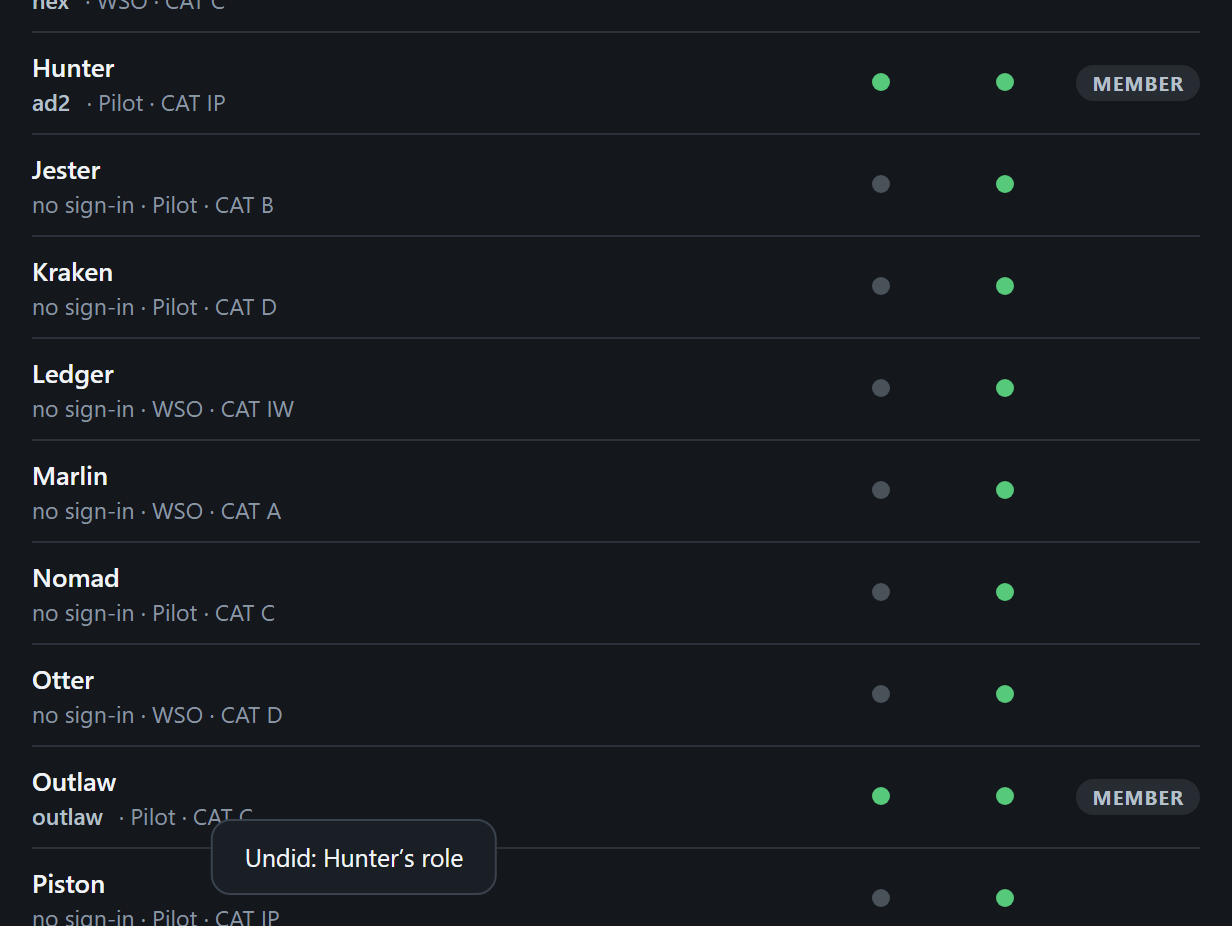 hex · WSO · CAT C
Hunter
ad2 · Pilot · CAT IP
MEMBER
Jester
no sign-in · Pilot · CAT B
Kraken
no sign-in · Pilot · CAT D
Ledger
no sign-in · WSO · CAT IW
Marlin
no sign-in · WSO · CAT A
Nomad
no sign-in · Pilot · CAT C
Otter
no sign-in · WSO · CAT D
Outlaw
outlaw · Pilot · CAT C
MEMBER
Undid: Hunter’s role
Piston
no sign-in · Pilot · CAT IP